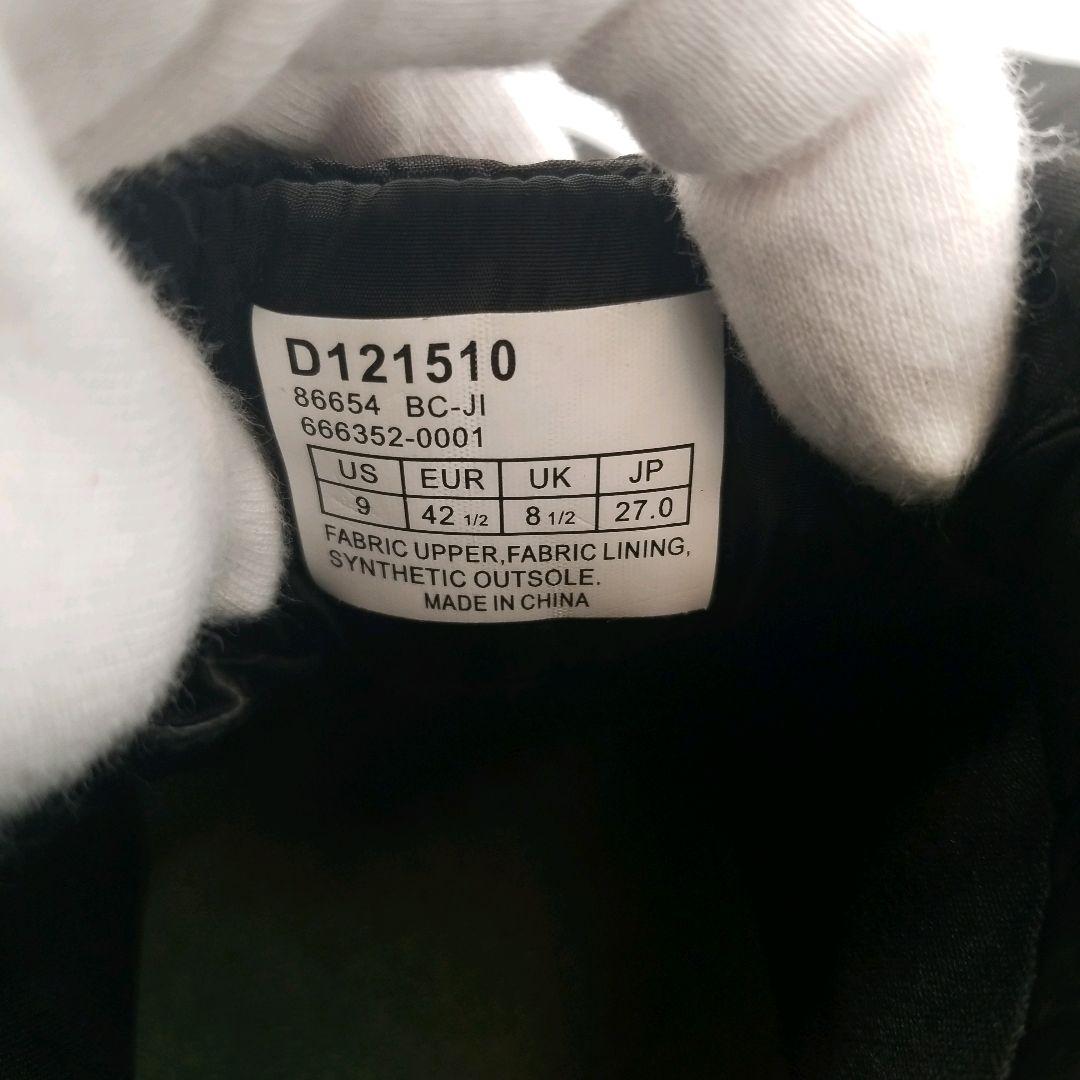 D121510
86654 BC-JI
666352-0001
US EUR UK JP
9 42 1/2 8 1/2 27.0
FABRIC UPPER,FABRIC LINING,
SYNTHETIC OUTSOLE.
MADE IN CHINA